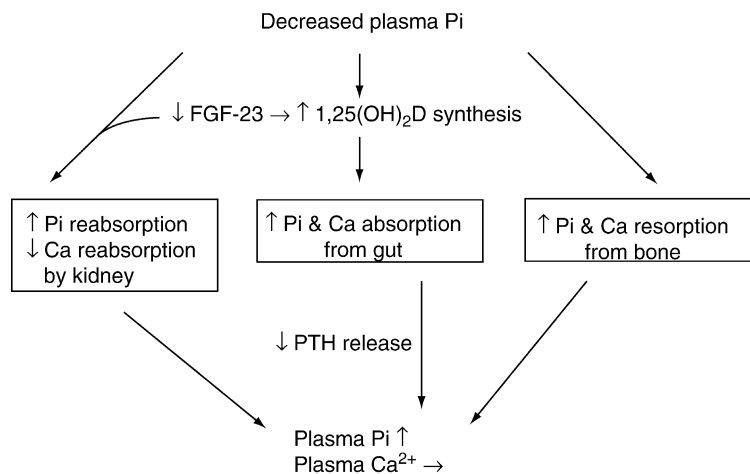 Decreased plasma Pi
↓ FGF-23 → ↑ 1,25(OH)₂D synthesis
↑ Pi reabsorption
↓ Ca reabsorption
by kidney
↑ Pi & Ca absorption
from gut
↑ Pi & Ca resorption
from bone
↓ PTH release
Plasma Pi ↑
Plasma Ca²⁺ →